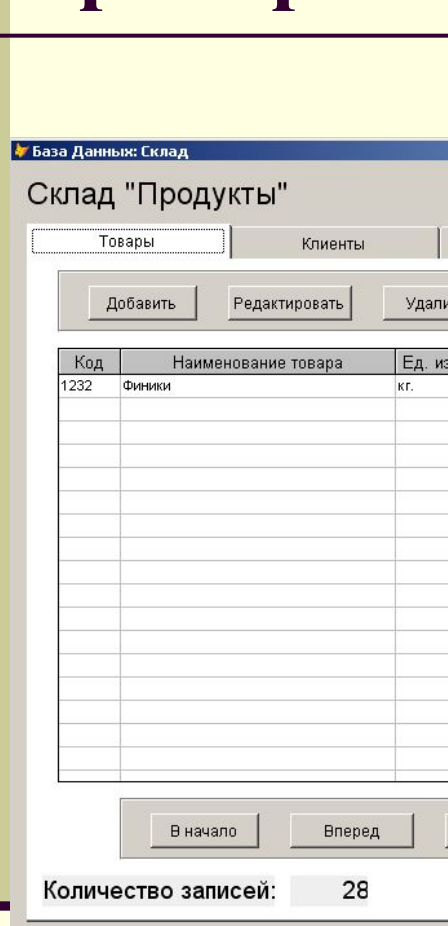 База Данных: Склад
Склад "Продукты"
Товары Клиенты
Добавить Редактировать
Код Наименование товара Ед.
1232 Финики кг.
В начало Вперед
Количество записей: 28